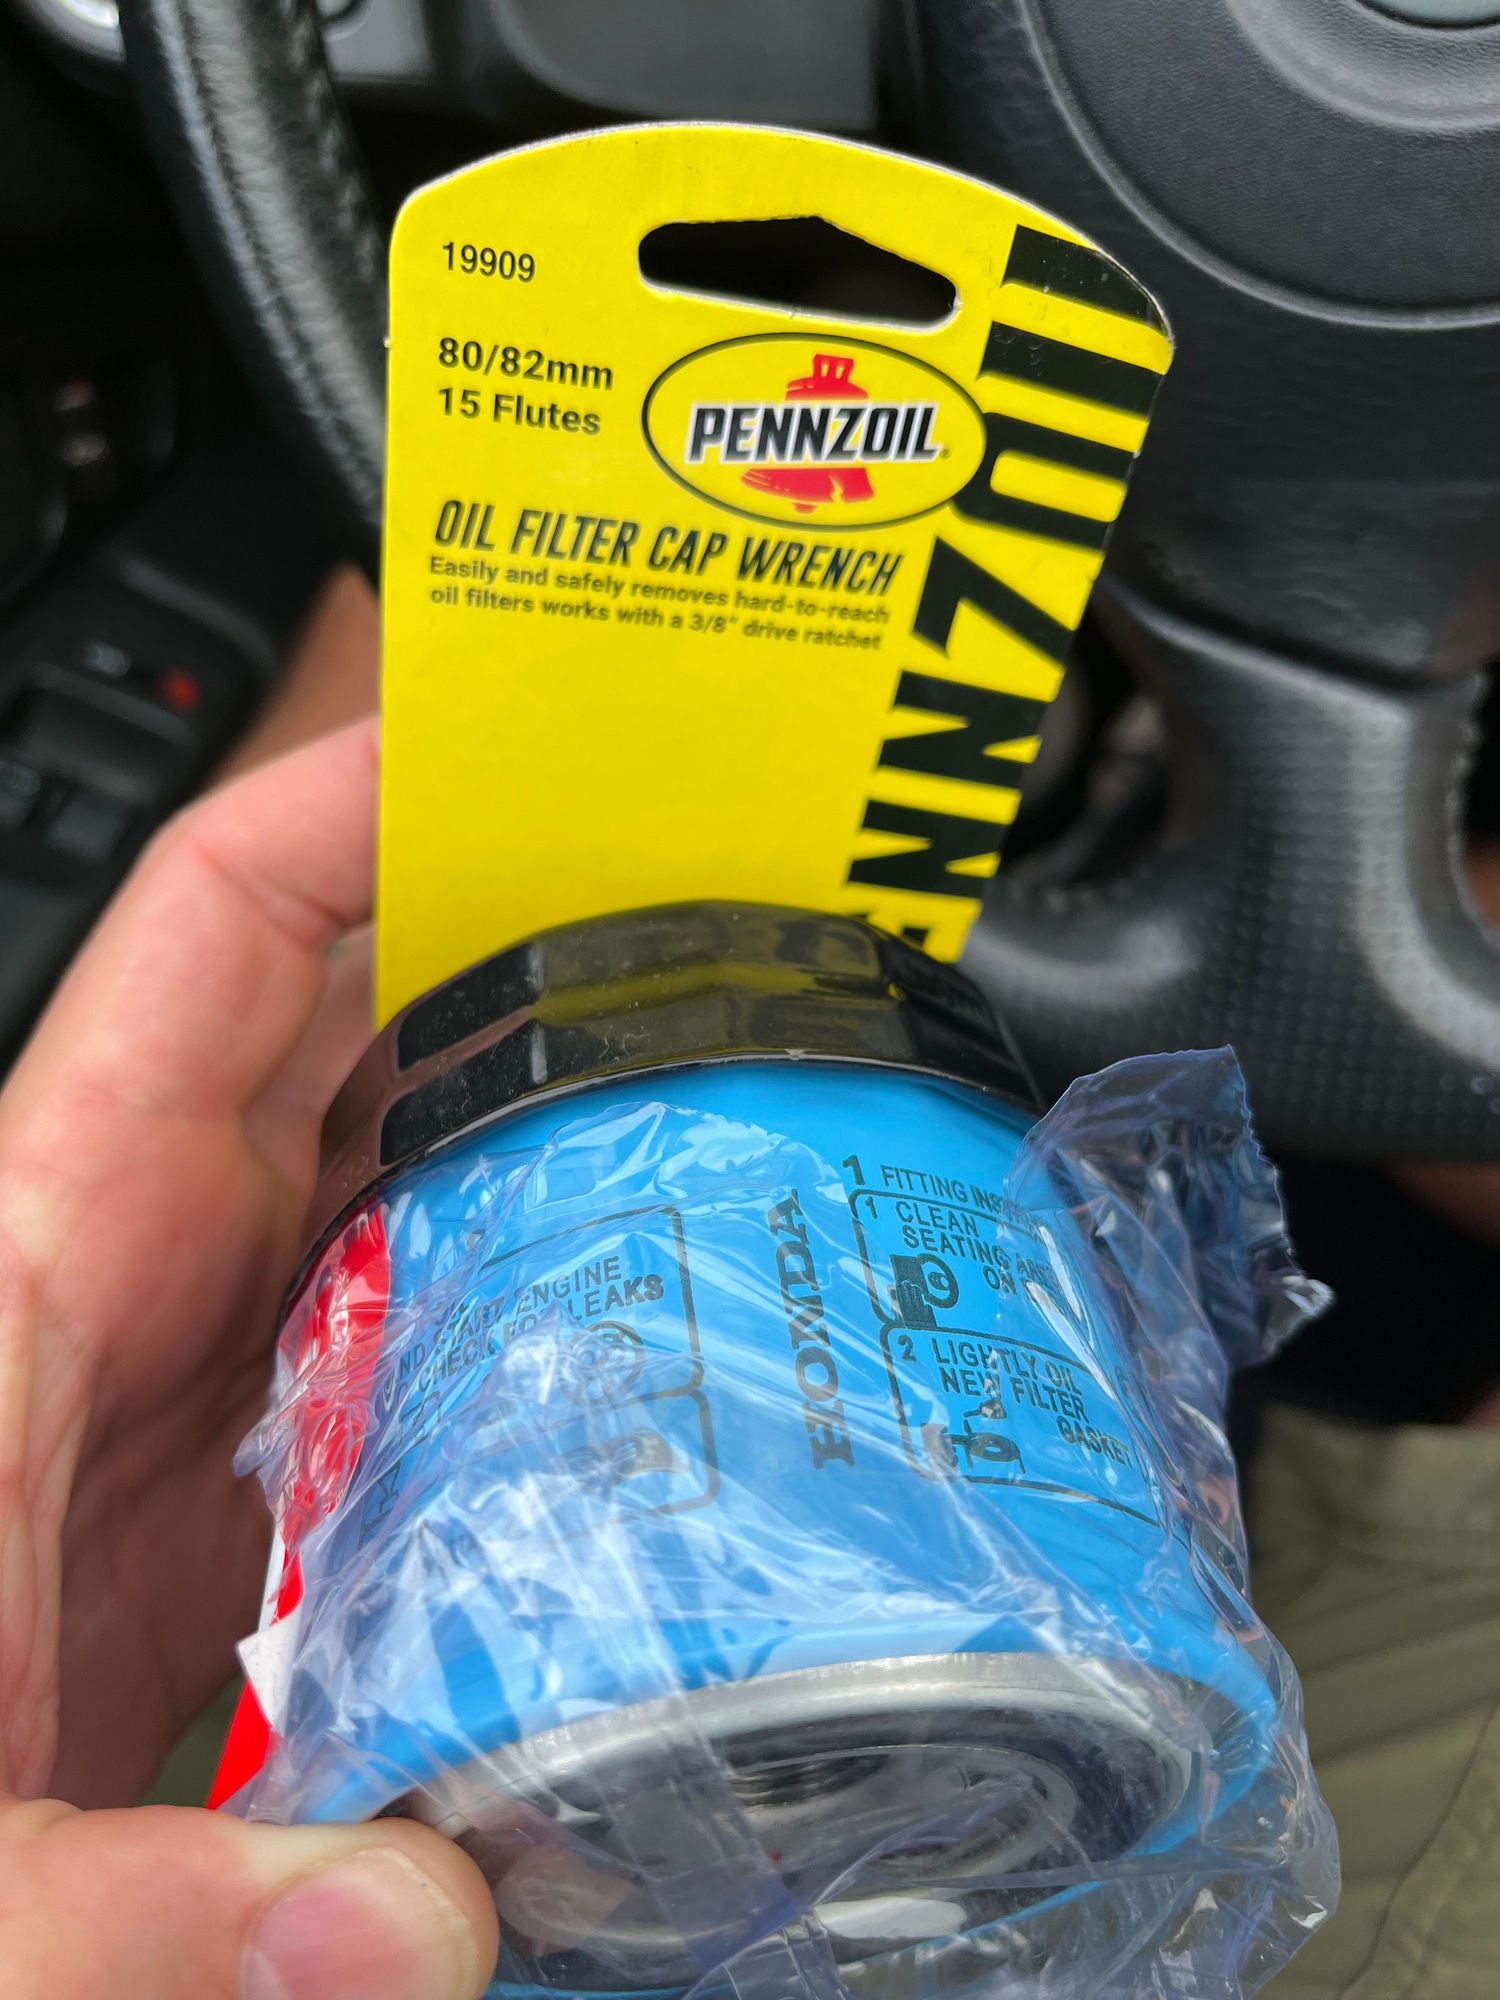 19909
80/82mm
15 Flutes
PENNZOIL
OIL FILTER CAP WRENCH
Easily and safely removes hard-to-reach
oil filters works with a 3/8" drive ratchet
PENNZOIL
AND START ENGINE
CHECK FOR LEAKS
HONDA
1 FITTING
1 CLEAN
SEATING
ON
2 LIGHTLY OIL
NEW FILTER
GASKET